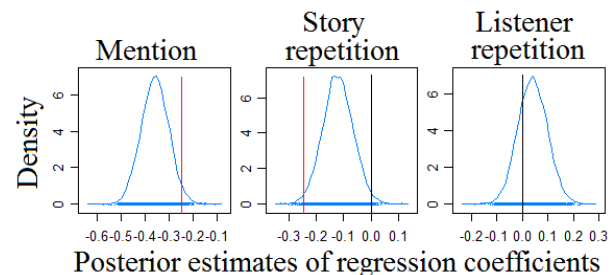 Mention
Story
repetition
Listener
repetition
Density
0 2 4 6
-0.6 -0.5 -0.4 -0.3 -0.2 -0.1
0 2 4 6
-0.3 -0.2 -0.1 0.0 0.1
0 2 4 6
-0.2 -0.1 0.0 0.1 0.2 0.3
Posterior estimates of regression coefficients